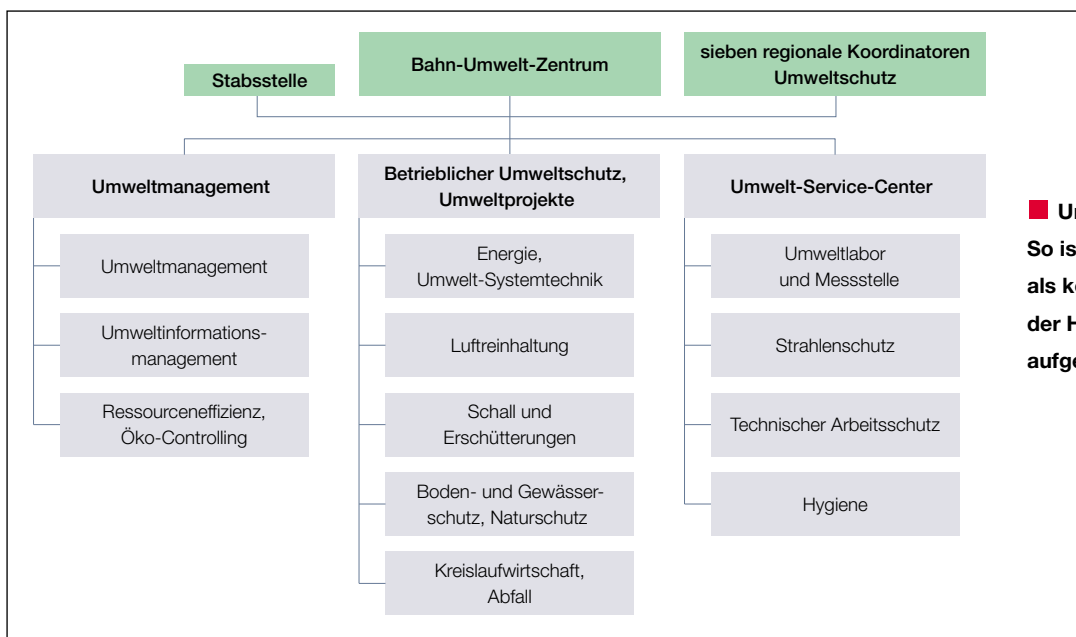 Stabsstelle
Bahn-Umwelt-Zentrum
sieben regionale Koordinatoren
Umweltschutz
Umweltmanagement
Umweltmanagement
Umweltinformations-
management
Ressourceneffizienz,
Öko-Controlling
Betrieblicher Umweltschutz,
Umweltprojekte
Energie,
Umwelt-Systemtechnik
Luftreinhaltung
Schall und
Erschütterungen
Boden- und Gewässer-
schutz, Naturschutz
Kreislaufwirtschaft,
Abfall
Umwelt-Service-Center
Umweltlabor
und Messstelle
Strahlenschutz
Technischer Arbeitsschutz
Hygiene
So is
als
der